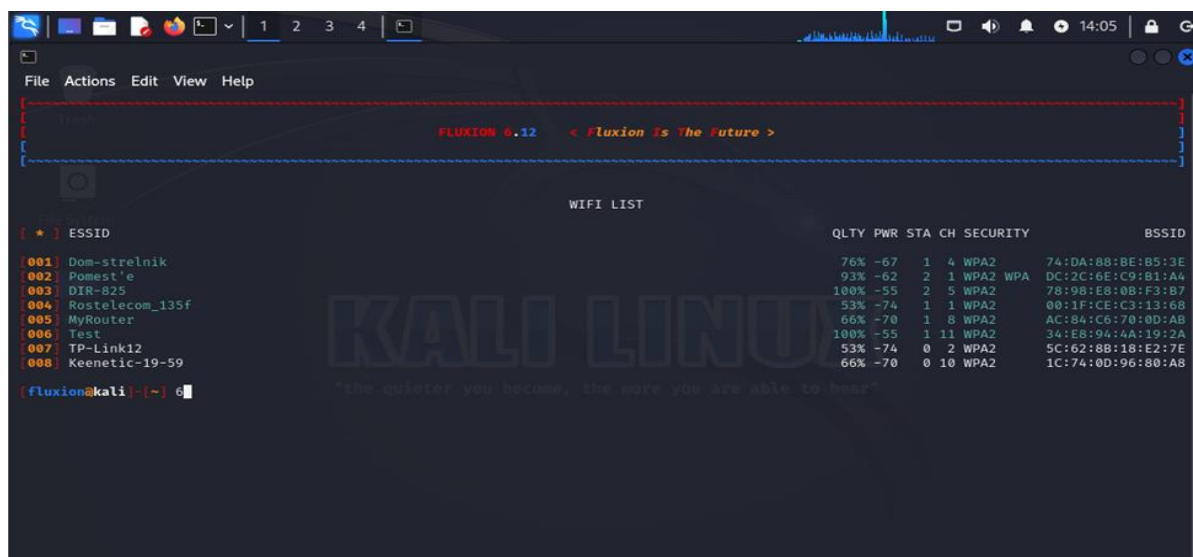 1 2 3 4 14:05
File Actions Edit View Help
Trash
FLUXION 6.12 < Fluxion Is The Future >
WIFI LIST
File System
[ * ] ESSID QLTY PWR STA CH SECURITY BSSID
[001] Dom-strelnik 76% -67 1 4 WPA2 74:DA:88:BE:B5:3E
[002] Pomest'e 93% -62 2 1 WPA2 WPA DC:2C:6E:C9:B1:A4
[003] DIR-825 100% -55 2 5 WPA2 78:98:E8:0B:F3:B7
[004] Rostelecom_135f 53% -74 1 1 WPA2 00:1F:CE:C3:13:68
[005] MyRouter 66% -70 1 8 WPA2 AC:84:C6:70:0D:AB
[006] Test 100% -55 1 11 WPA2 34:E8:94:4A:19:2A
[007] TP-Link12 53% -74 0 2 WPA2 5C:62:8B:18:E2:7E
[008] Keenetic-19-59 66% -70 0 10 WPA2 1C:74:0D:96:80:A8
KALI LINUX
"the quieter you become, the more you are able to hear"
[fluxion@kali]-[~] 6